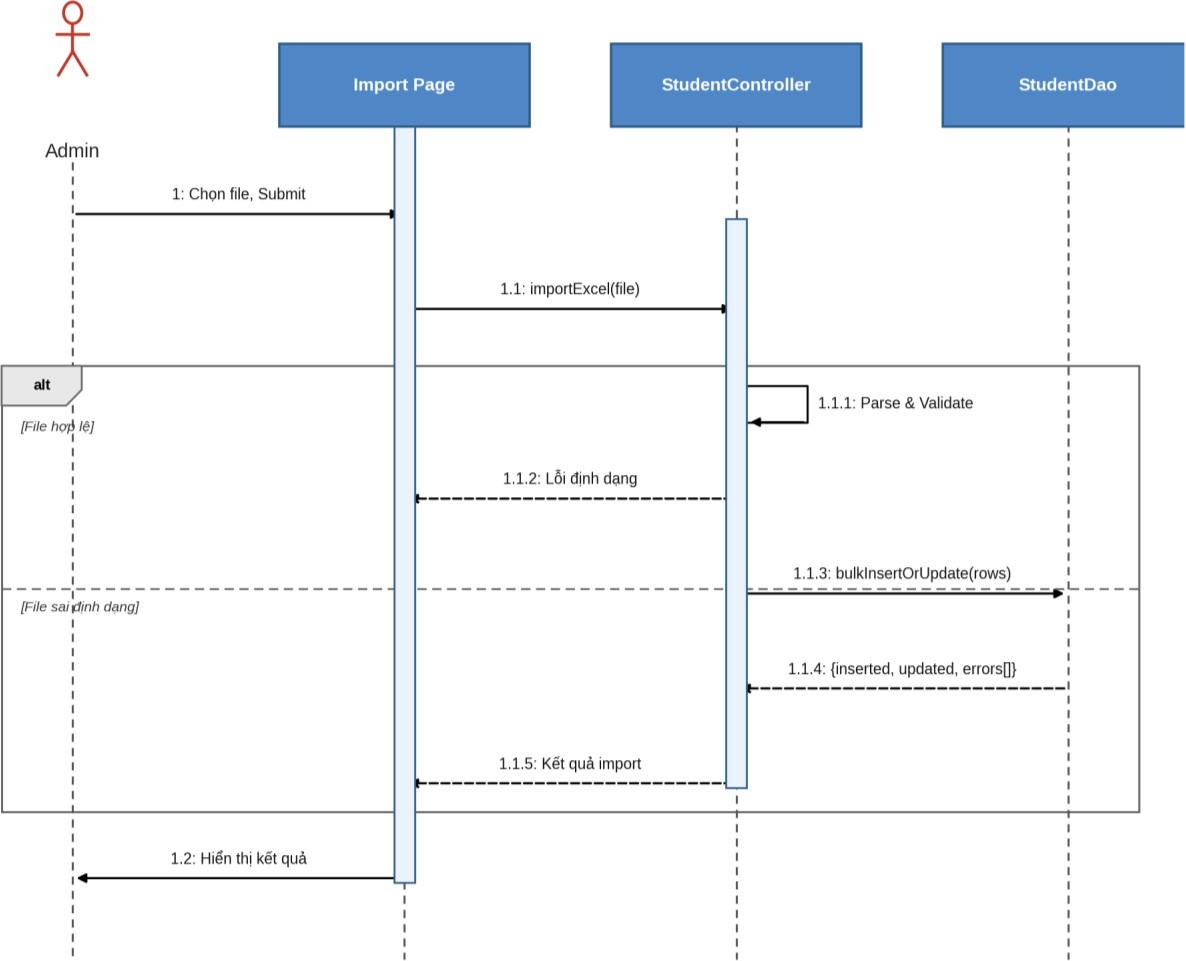 Import Page
StudentController
StudentDao
Admin
1: Chọn file, Submit
1.1: importExcel(file)
alt
1.1.1: Parse & Validate
[File hợp lệ]
1.1.2: Lỗi định dạng
1.1.3: bulkInsertOrUpdate(rows)
[File sai định dạng]
1.1.4: {inserted, updated, errors[]}
1.1.5: Kết quả import
1.2: Hiển thị kết quả